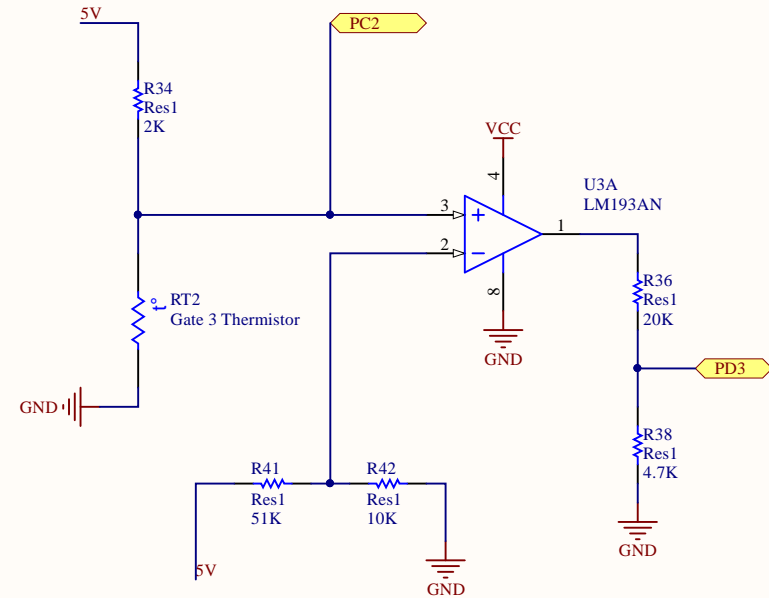 5V
PC2
R34
Res1
2K
VCC
4
U3A
LM193AN
3
+
1
2
−
8
GND
t°
RT2
Gate 3 Thermistor
GND
R36
Res1
20K
PD3
R38
Res1
4.7K
GND
R41
Res1
51K
R42
Res1
10K
5V
GND